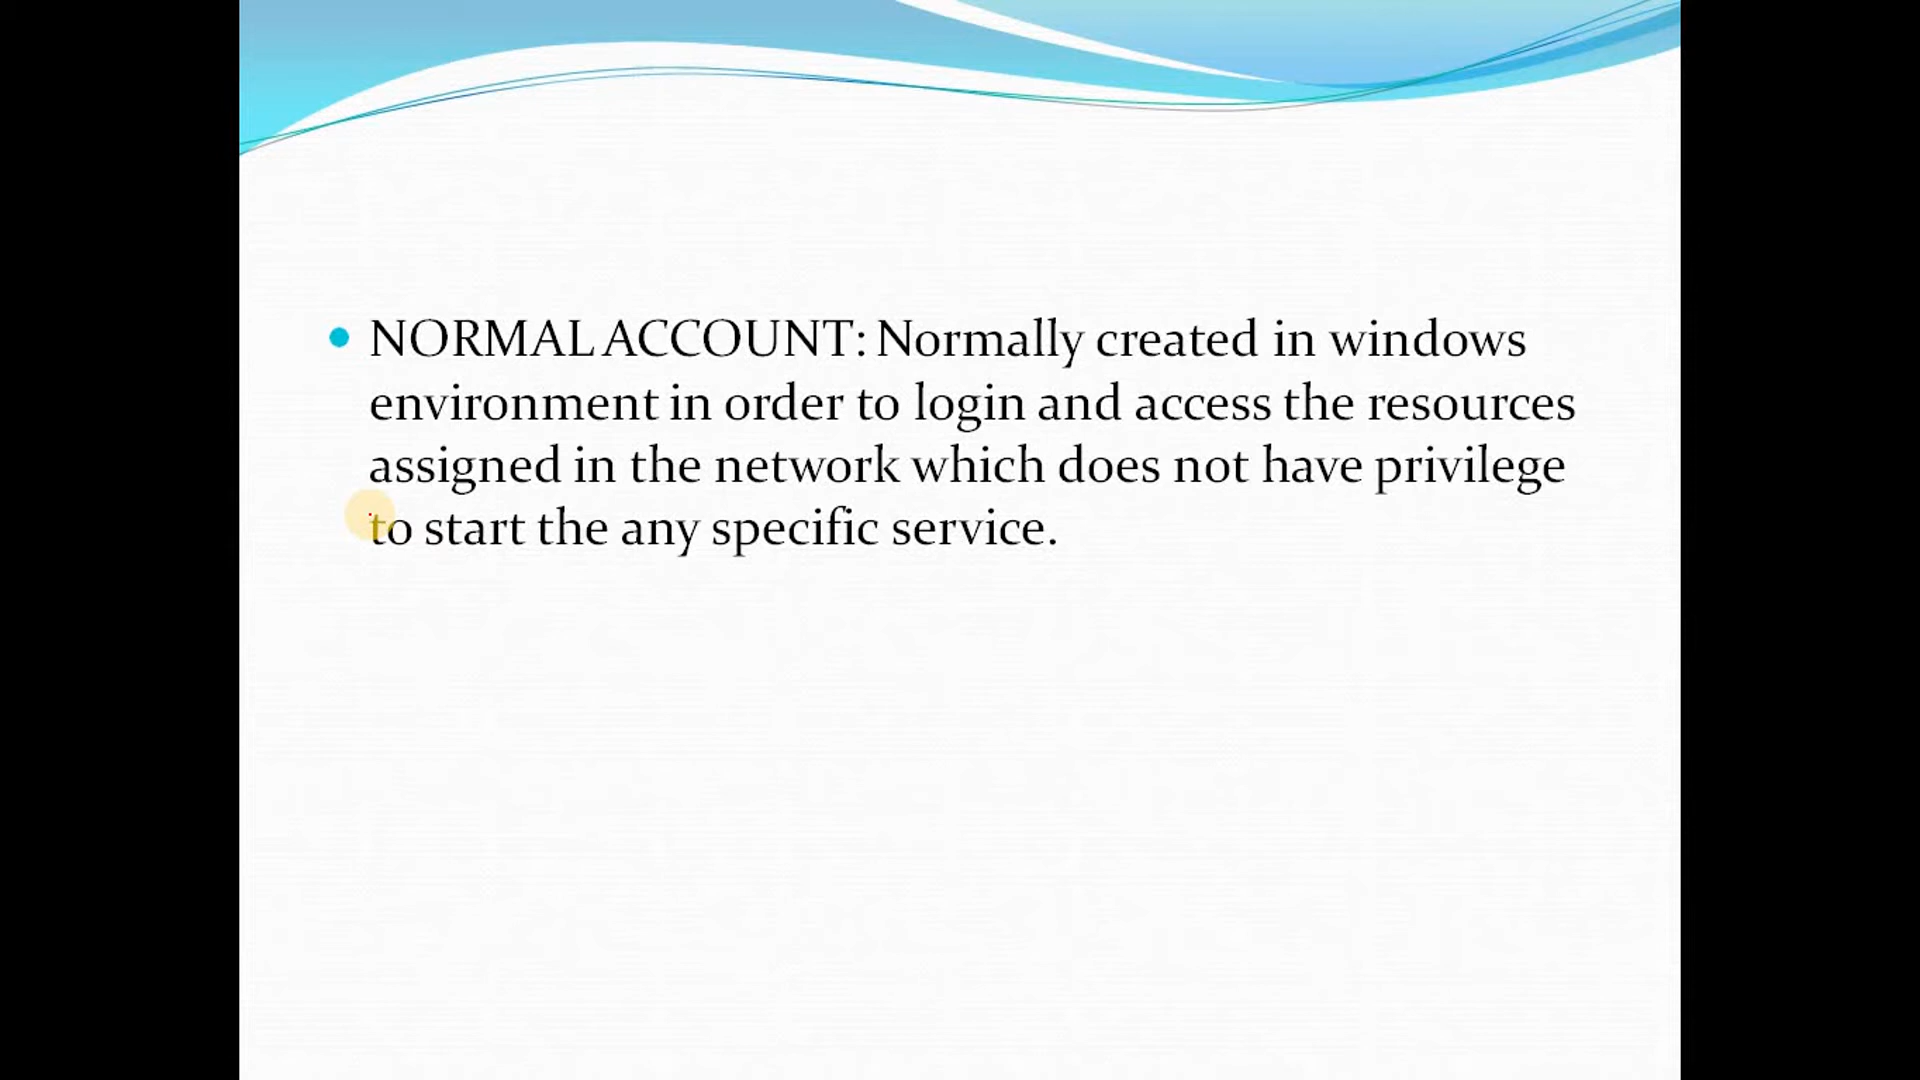 NORMAL ACCOUNT: Normally created in windows
environment in order to login and access the resources
assigned in the network which does not have privilege
to start the any specific service.